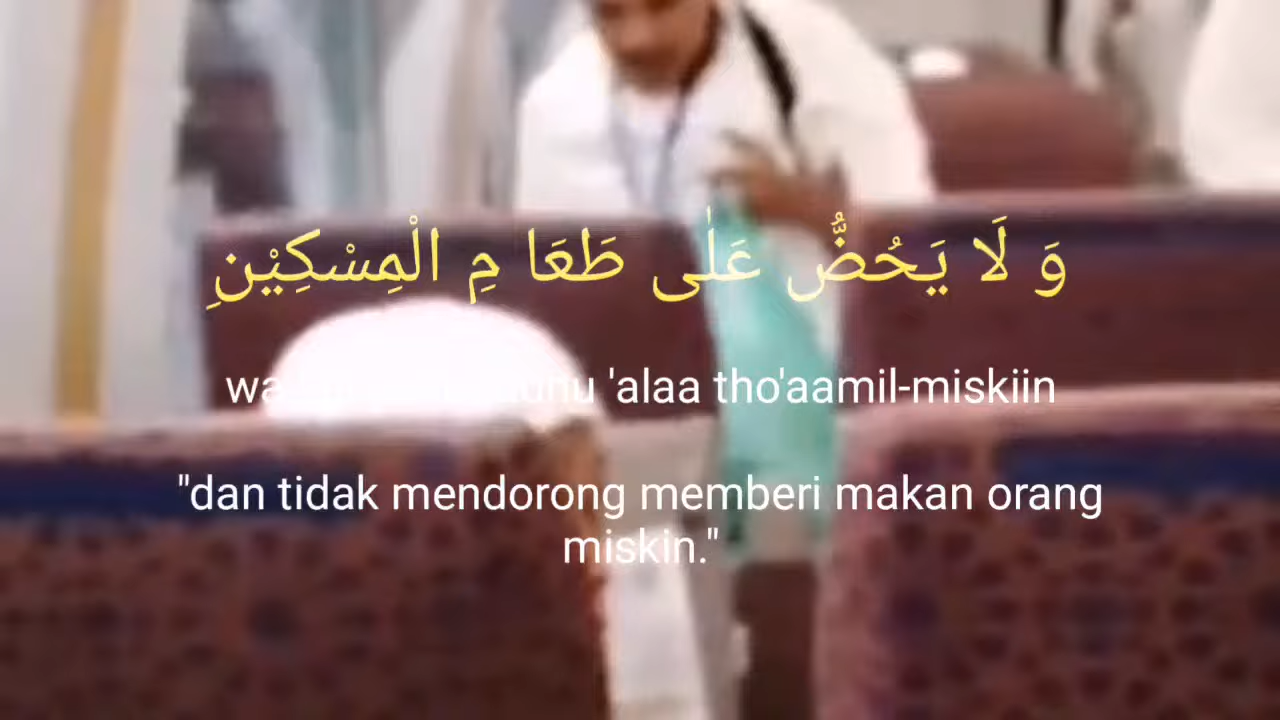 وَ لَا يَحُضُّ عَلٰى طَعَا مِ الْمِسْكِيْنِ
'alaa tho'aamil-miskiin
"dan tidak mendorong memberi makan orang
miskin."